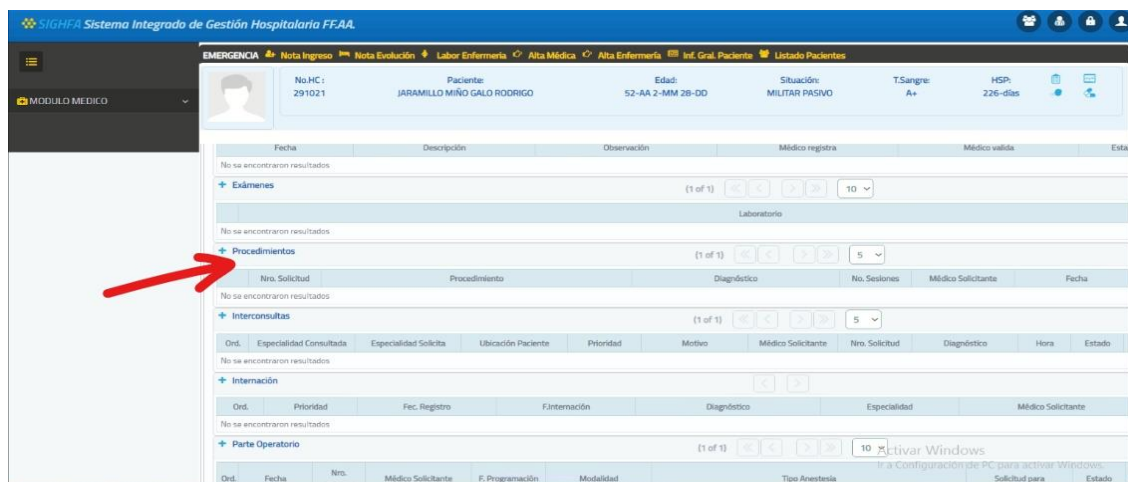 SIGHFA Sistema Integrado de Gestión Hospitalaria FF.AA.
EMERGENCIA Nota Ingreso Nota Evolución Labor Enfermeria Alta Médica Alta Enfermería Inf. Gral. Paciente Listado Pacientes
MODULO MEDICO
No.HC: Paciente: Edad: Situación: T.Sangre: HSP:
291021 JARAMILLO MIÑO GALO RODRIGO 52-AA 2-MM 28-DD MILITAR PASIVO A+ 226-días
Fecha Descripción Observación Médico registra Médico valida Esta
No se encontraron resultados
+ Exámenes (1 of 1) 10
Laboratorio
No se encontraron resultados
+ Procedimientos (1 of 1) 5
Nro. Solicitud Procedimiento Diagnóstico No. Sesiones Médico Solicitante Fecha
No se encontraron resultados
+ Interconsultas (1 of 1) 5
Ord. Especialidad Consultada Especialidad Solicita Ubicación Paciente Prioridad Motivo Médico Solicitante Nro. Solicitud Diagnóstico Hora Estado
No se encontraron resultados
+ Internación
Ord. Prioridad Fec. Registro F.Internación Diagnóstico Especialidad Médico Solicitante
No se encontraron resultados
+ Parte Operatorio (1 of 1) 10
Activar Windows
Ir a Configuración de PC para activar Windows.
Ord. Fecha Nro. Médico Solicitante F. Programación Modalidad Tipo Anestesia Solicitud para Estado